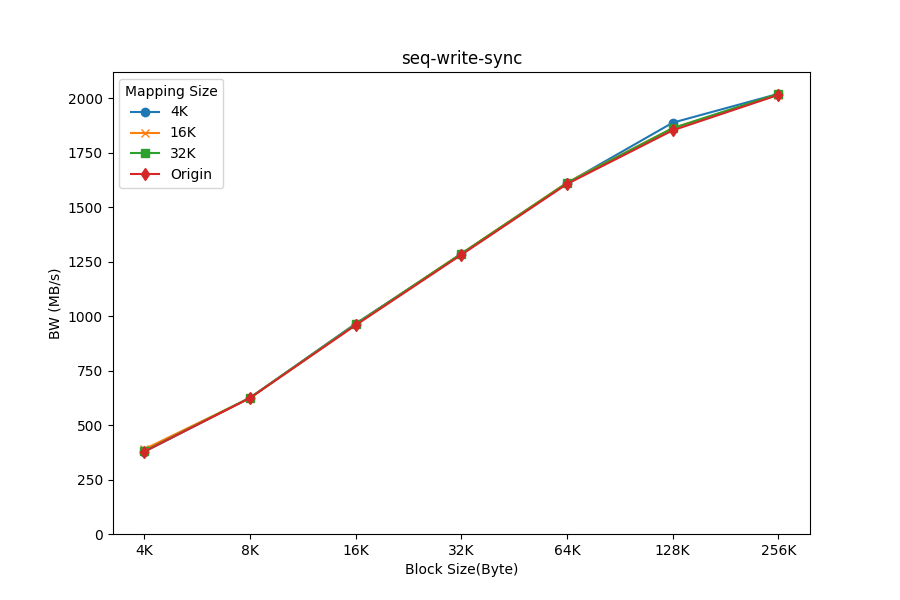 seq-write-sync
Mapping Size
4K
16K
32K
Origin
2000
1750
1500
1250
1000
750
500
250
0
BW (MB/s)
4K 8K 16K 32K 64K 128K 256K
Block Size(Byte)